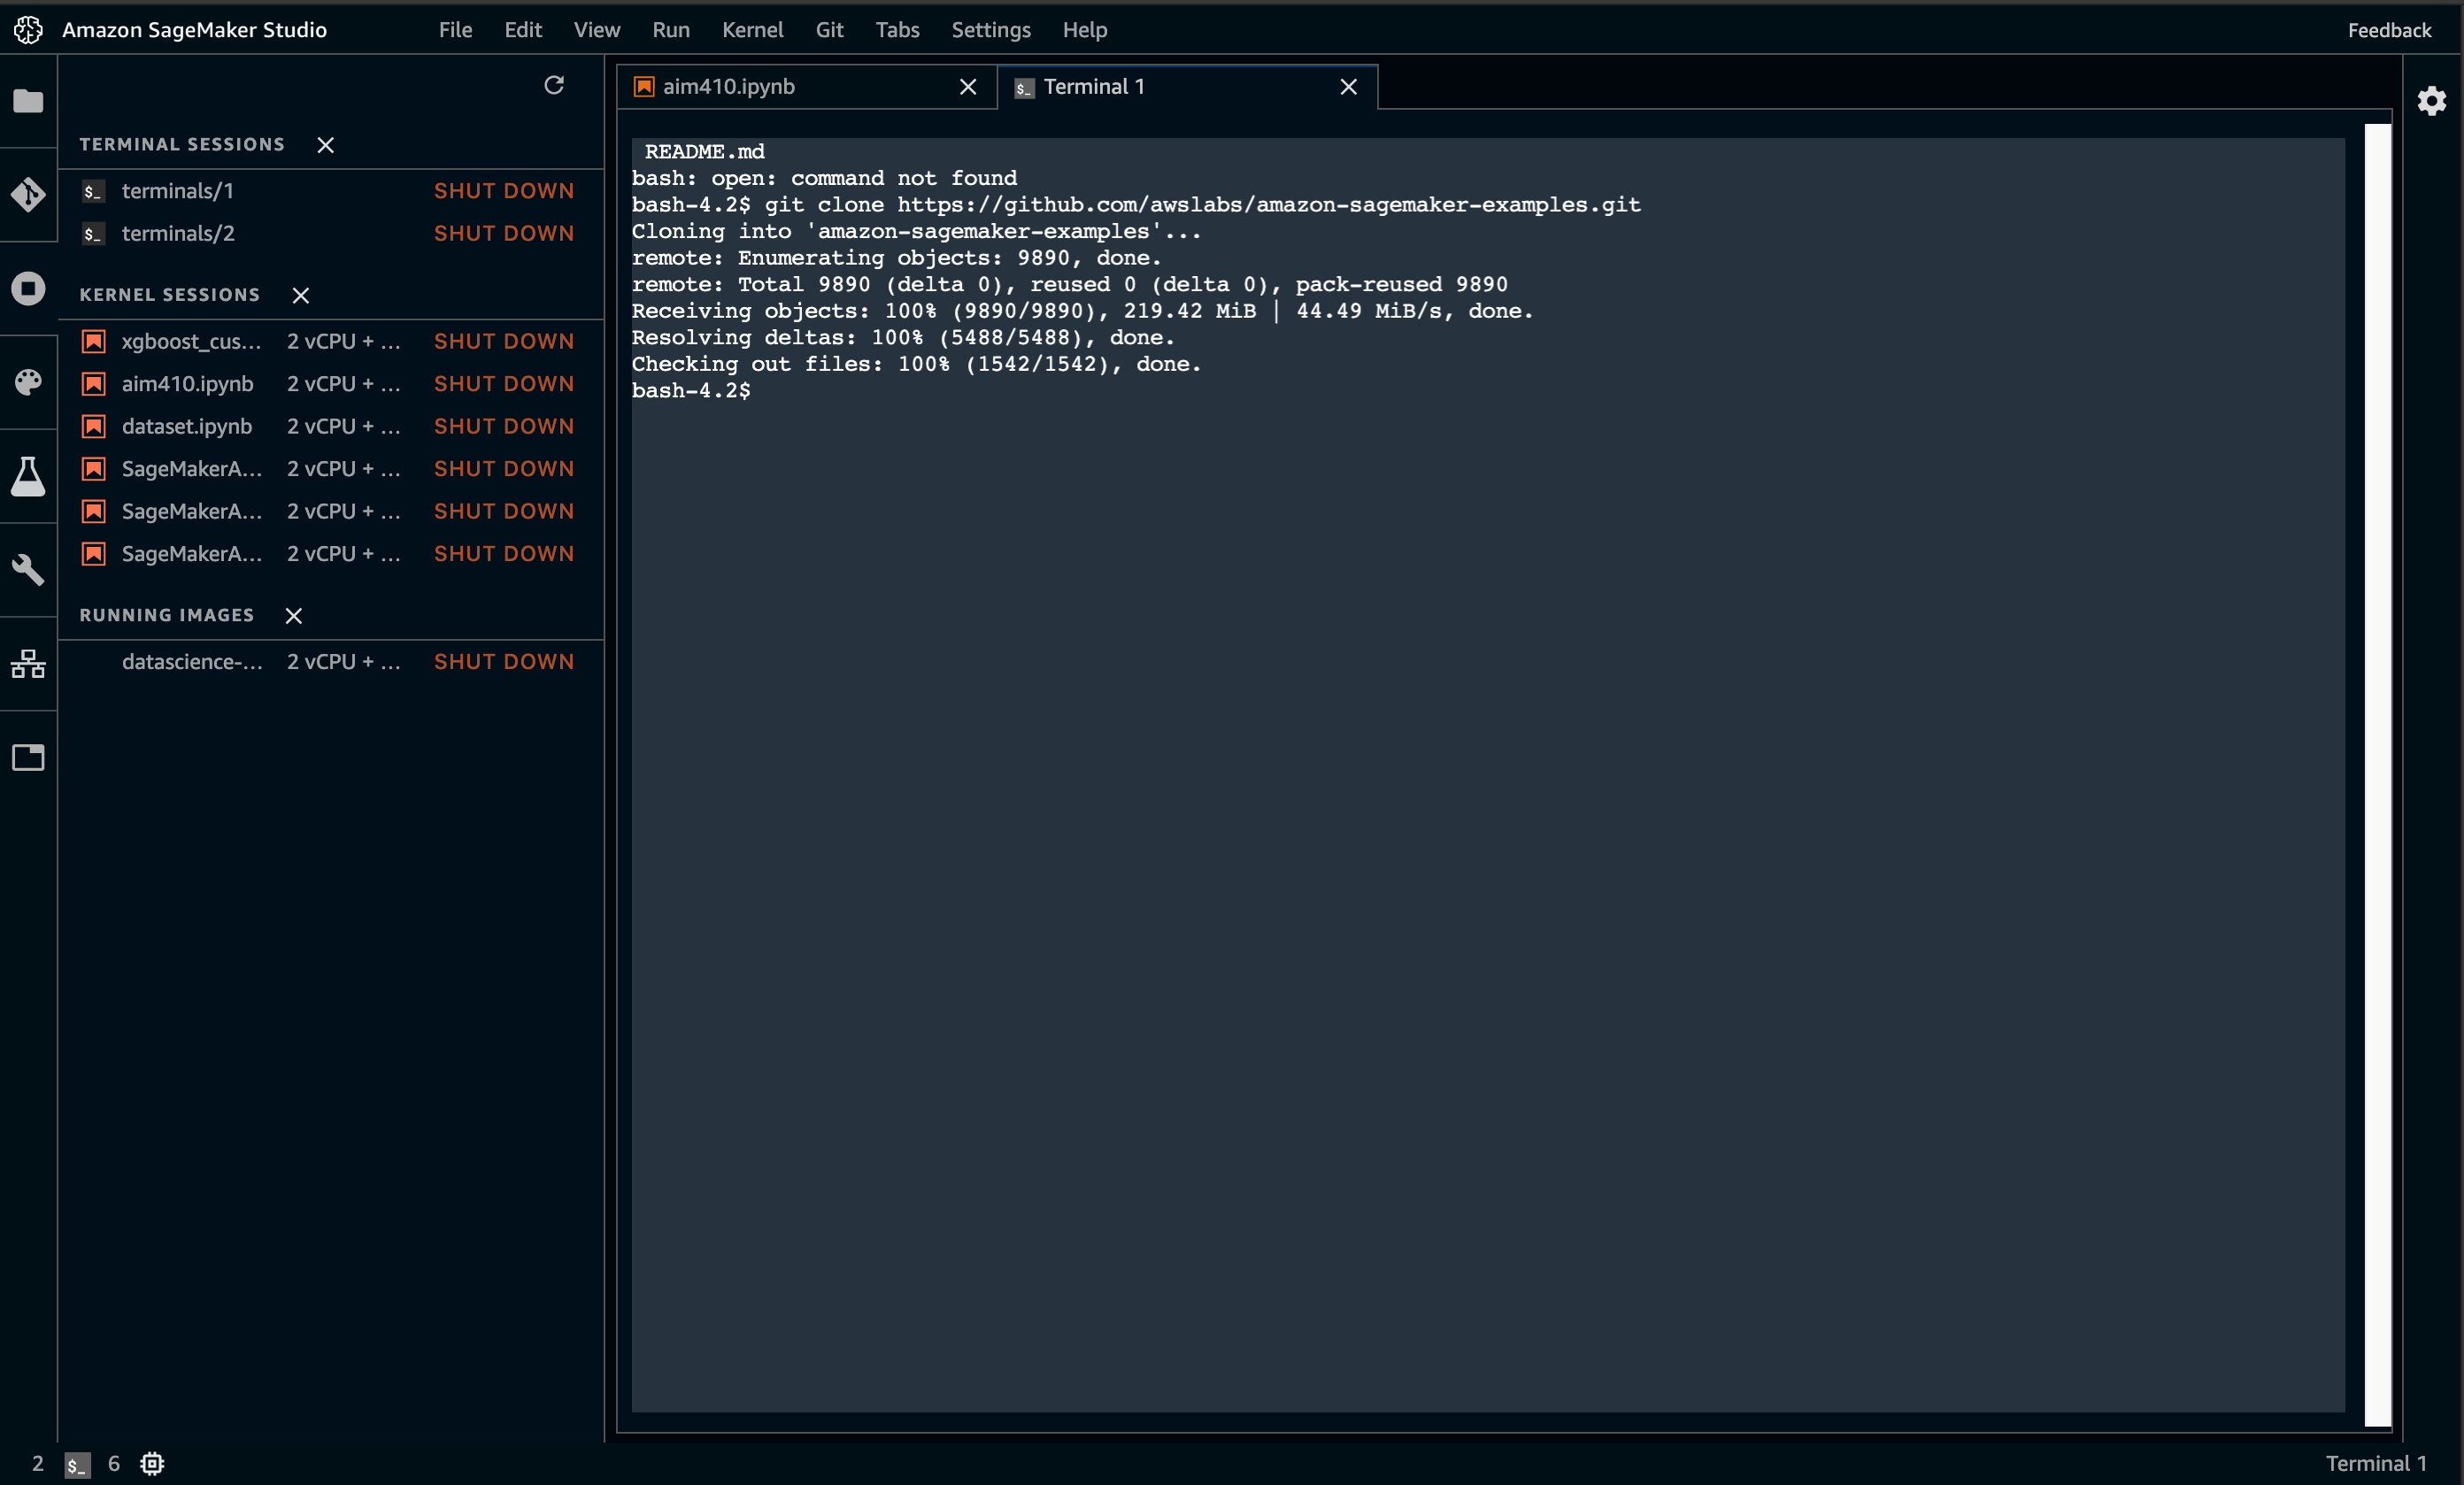 Amazon SageMaker Studio File Edit View Run Kernel Git Tabs Settings Help Feedback
TERMINAL SESSIONS
$_ terminals/1 SHUT DOWN
$_ terminals/2 SHUT DOWN
KERNEL SESSIONS
xgboost_cus... 2 vCPU + ... SHUT DOWN
aim410.ipynb 2 vCPU + ... SHUT DOWN
dataset.ipynb 2 vCPU + ... SHUT DOWN
SageMakerA... 2 vCPU + ... SHUT DOWN
SageMakerA... 2 vCPU + ... SHUT DOWN
SageMakerA... 2 vCPU + ... SHUT DOWN
RUNNING IMAGES
datascience-... 2 vCPU + ... SHUT DOWN
aim410.ipynb $_ Terminal 1
README.md
bash: open: command not found
bash-4.2$ git clone https://github.com/awslabs/amazon-sagemaker-examples.git
Cloning into 'amazon-sagemaker-examples'...
remote: Enumerating objects: 9890, done.
remote: Total 9890 (delta 0), reused 0 (delta 0), pack-reused 9890
Receiving objects: 100% (9890/9890), 219.42 MiB | 44.49 MiB/s, done.
Resolving deltas: 100% (5488/5488), done.
Checking out files: 100% (1542/1542), done.
bash-4.2$
2 $_ 6 Terminal 1